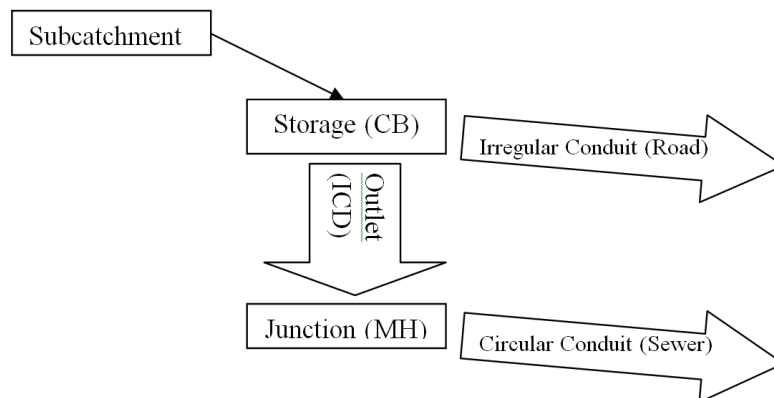 Subcatchment
Storage (CB)
Irregular Conduit (Road)
Outlet
(ICD)
Junction (MH)
Circular Conduit (Sewer)